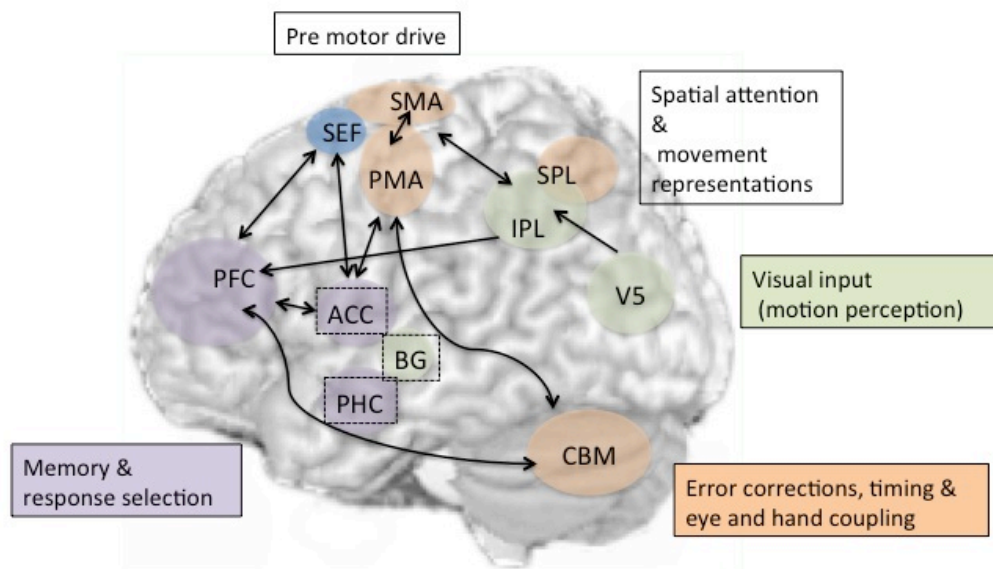 Pre motor drive
SMA
SEF
PMA
Spatial attention
&
movement
representations
SPL
IPL
PFC
V5
Visual input
(motion perception)
ACC
BG
PHC
CBM
Memory &
response selection
Error corrections, timing &
eye and hand coupling